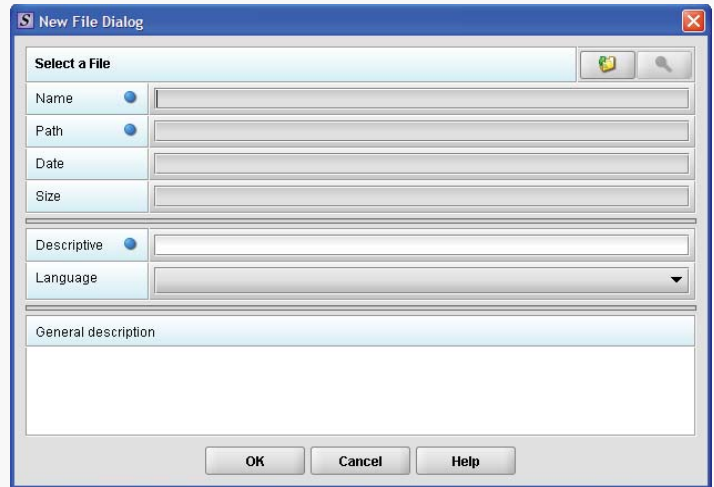 S New File Dialog
Select a File
Name
Path
Date
Size
Descriptive
Language
General description
OK Cancel Help